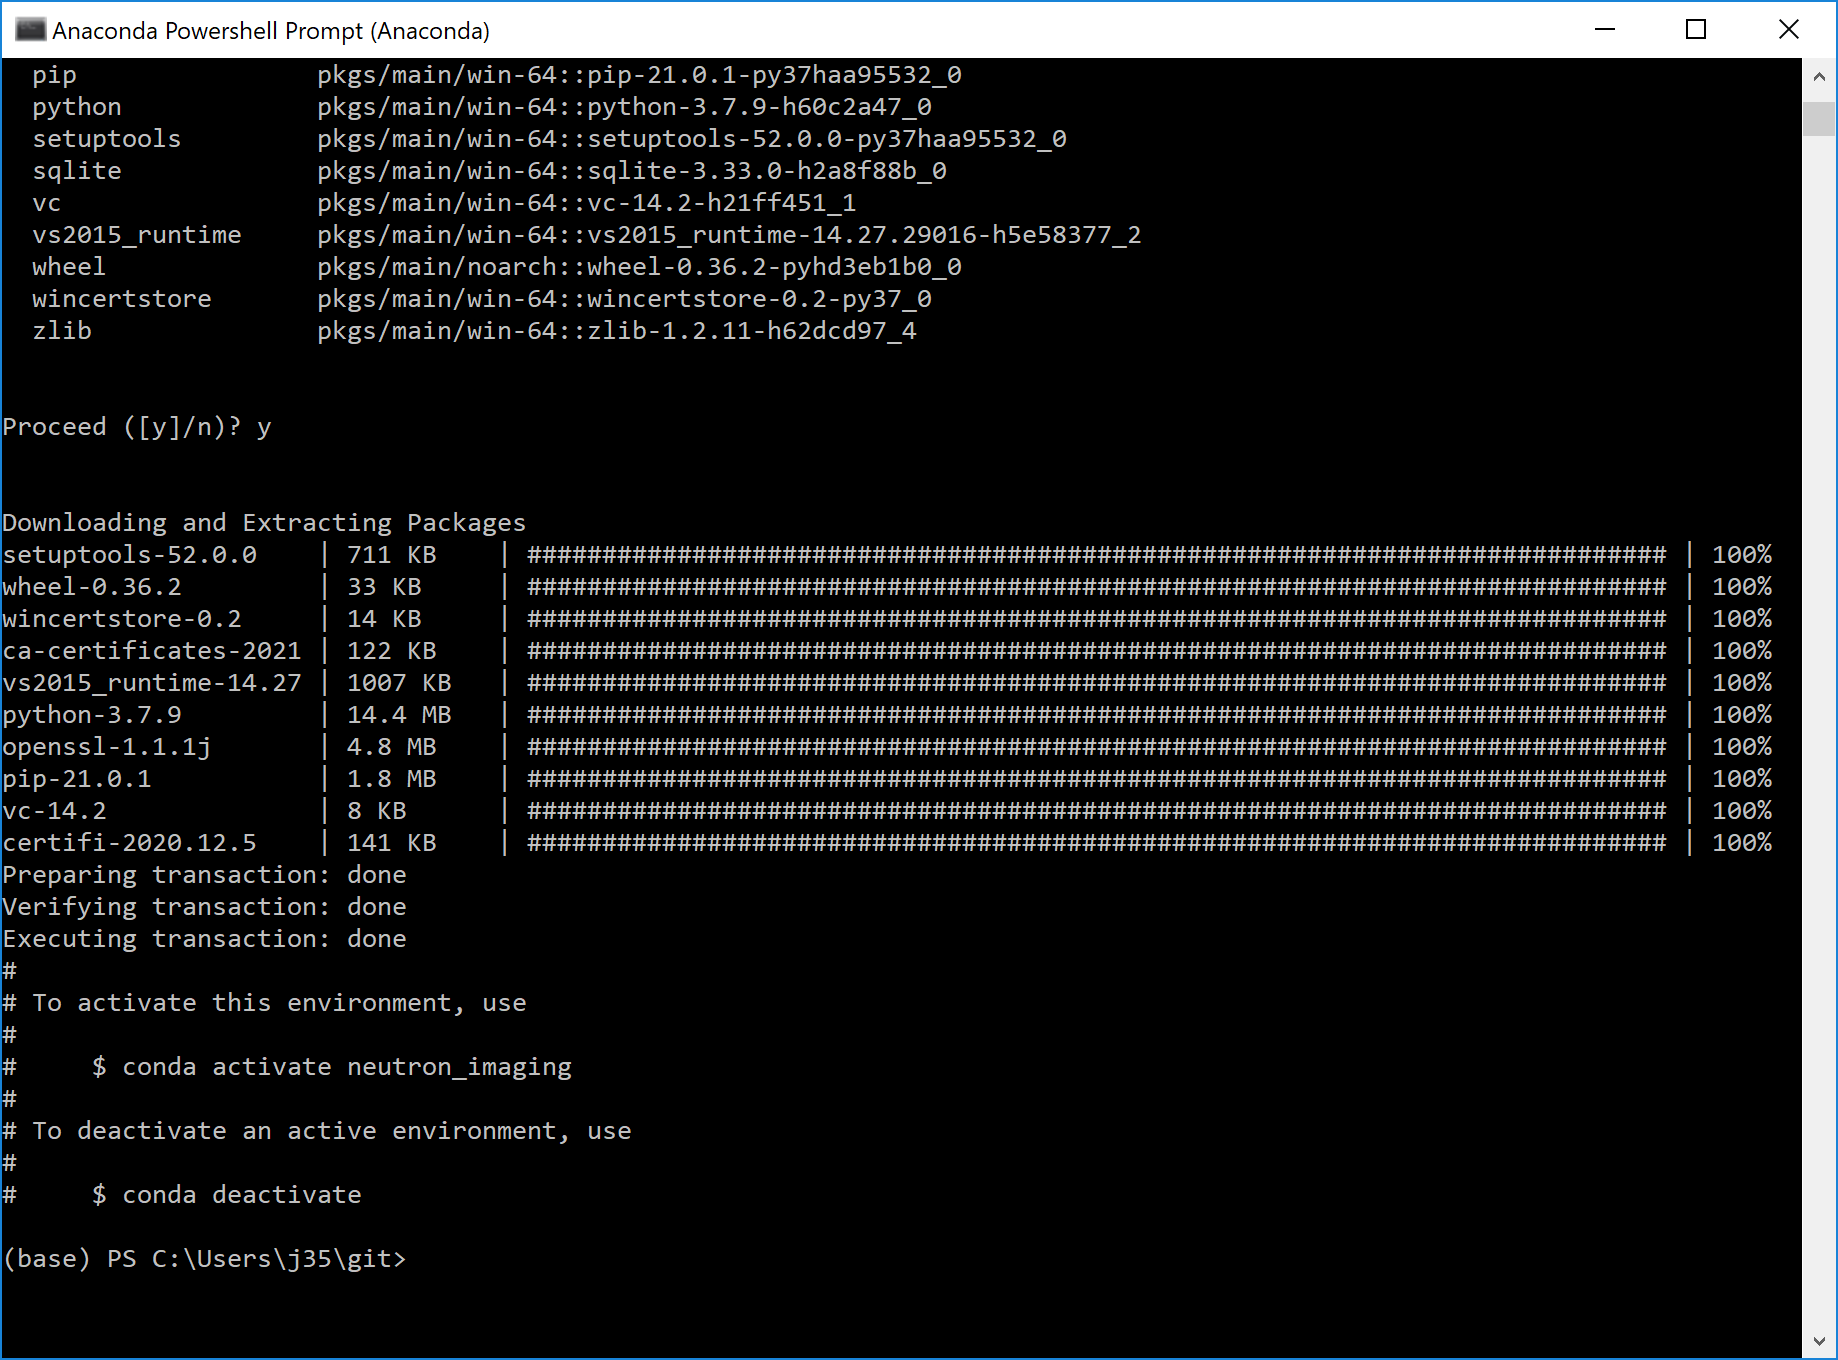 Anaconda Powershell Prompt (Anaconda)
pip pkgs/main/win-64::pip-21.0.1-py37haa95532_0
python pkgs/main/win-64::python-3.7.9-h60c2a47_0
setuptools pkgs/main/win-64::setuptools-52.0.0-py37haa95532_0
sqlite pkgs/main/win-64::sqlite-3.33.0-h2a8f88b_0
vc pkgs/main/win-64::vc-14.2-h21ff451_1
vs2015_runtime pkgs/main/win-64::vs2015_runtime-14.27.29016-h5e58377_2
wheel pkgs/main/noarch::wheel-0.36.2-pyhd3eb1b0_0
wincertstore pkgs/main/win-64::wincertstore-0.2-py37_0
zlib pkgs/main/win-64::zlib-1.2.11-h62dcd97_4
Proceed ([y]/n)? y
Downloading and Extracting Packages
setuptools-52.0.0 | 711 KB | ############################################################################ | 100%
wheel-0.36.2 | 33 KB | ############################################################################ | 100%
wincertstore-0.2 | 14 KB | ############################################################################ | 100%
ca-certificates-2021 | 122 KB | ############################################################################ | 100%
vs2015_runtime-14.27 | 1007 KB | ############################################################################ | 100%
python-3.7.9 | 14.4 MB | ############################################################################ | 100%
openssl-1.1.1j | 4.8 MB | ############################################################################ | 100%
pip-21.0.1 | 1.8 MB | ############################################################################ | 100%
vc-14.2 | 8 KB | ############################################################################ | 100%
certifi-2020.12.5 | 141 KB | ############################################################################ | 100%
Preparing transaction: done
Verifying transaction: done
Executing transaction: done
#
# To activate this environment, use
#
# $ conda activate neutron_imaging
#
# To deactivate an active environment, use
#
# $ conda deactivate
(base) PS C:\Users\j35\git>